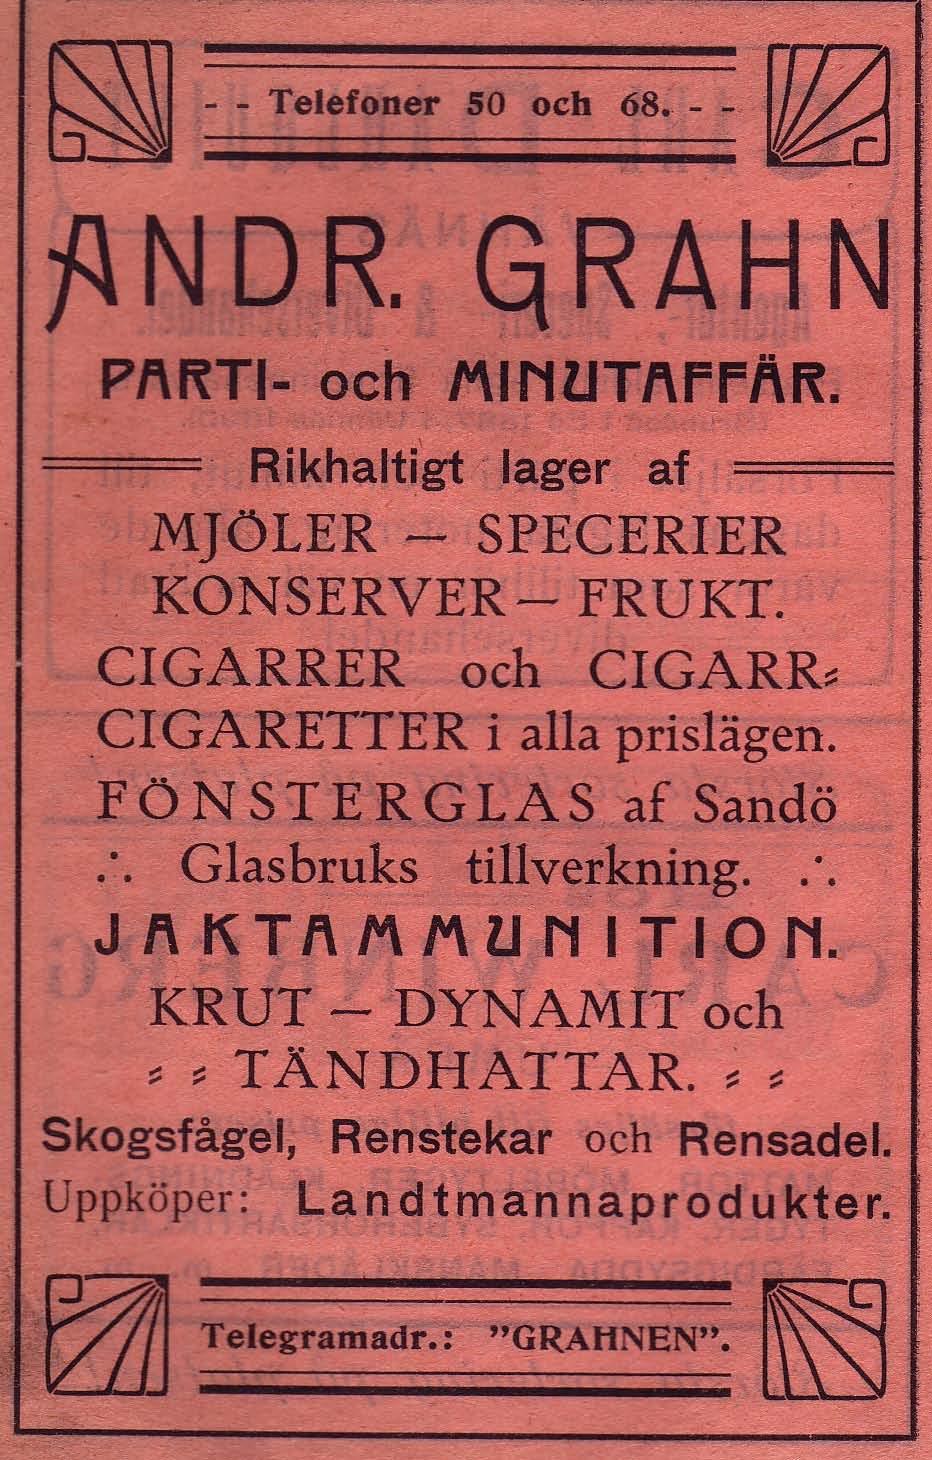 - - Telefoner 50 och 68. - -
ANDR. GRAHN
PARTI- och MINUTAFFÄR.
Rikhaltigt lager af
MJÖLER — SPECERIER
KONSERVER — FRUKT.
CIGARRER och CIGARR-
CIGARETTER i alla prislägen.
FÖNSTERGLAS af Sandö
Glasbruks tillverkning.
JAKTAMMUNITION.
KRUT — DYNAMIT och
- - TÄNDHATTAR. - -
Skogsfågel, Renstekar och Rensadel.
Uppköper: Landtmannaprodukter.
Telegramadr.: ”GRAHNEN”.